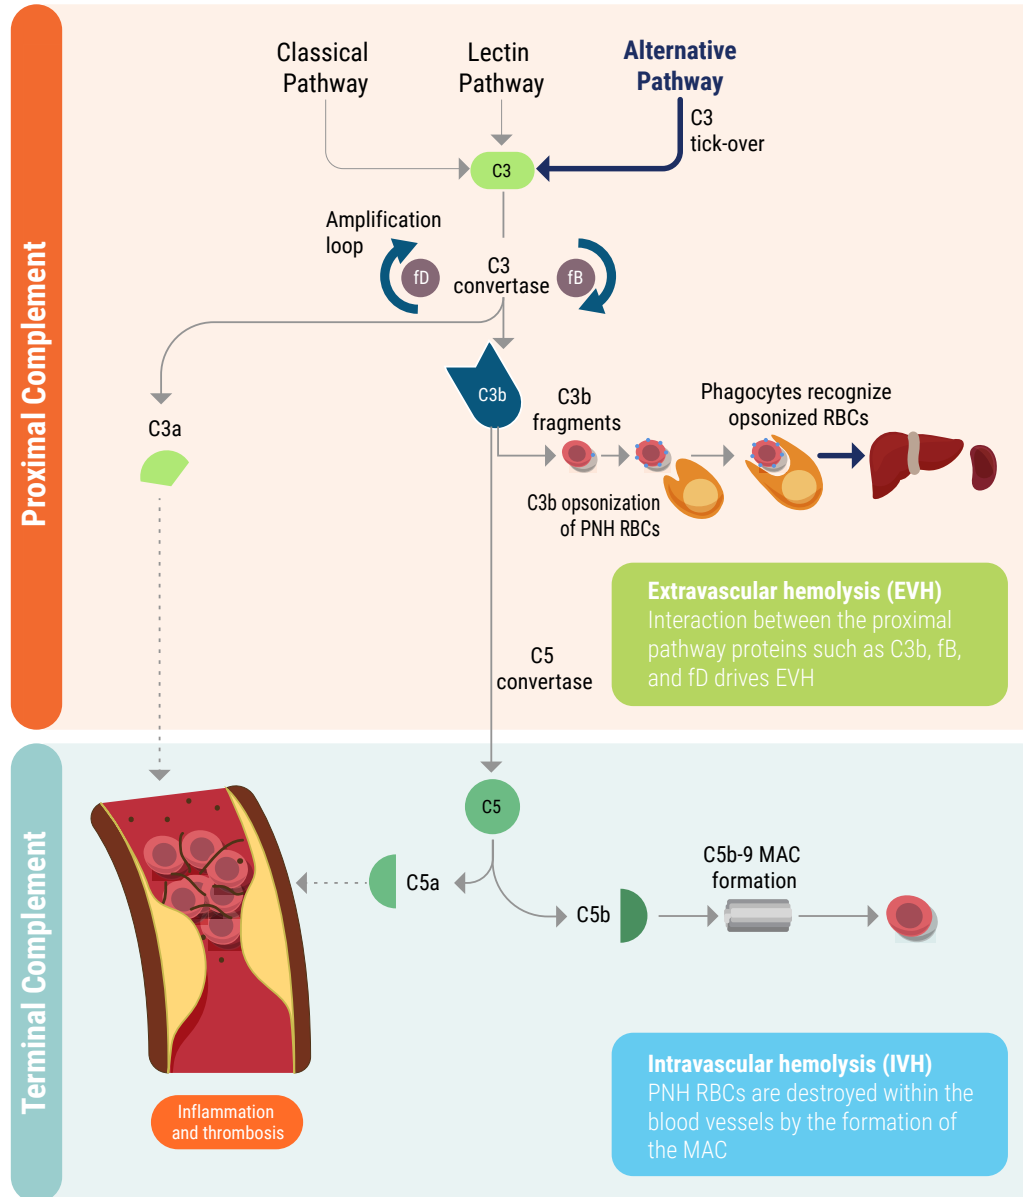 Proximal Complement
Classical
Pathway
Lectin
Pathway
Alternative
Pathway
C3
tick-over
C3
Amplification
loop
fD
C3
convertase
fB
C3a
C3b
C3b
fragments
Phagocytes recognize
opsonized RBCs
C3b opsonization
of PNH RBCs
Extravascular hemolysis (EVH)
Interaction between the proximal
pathway proteins such as C3b, fB,
and fD drives EVH
C5
convertase
Terminal Complement
C5
C5a
C5b
C5b-9 MAC
formation
Inflammation
and thrombosis
Intravascular hemolysis (IVH)
PNH RBCs are destroyed within the
blood vessels by the formation of
the MAC